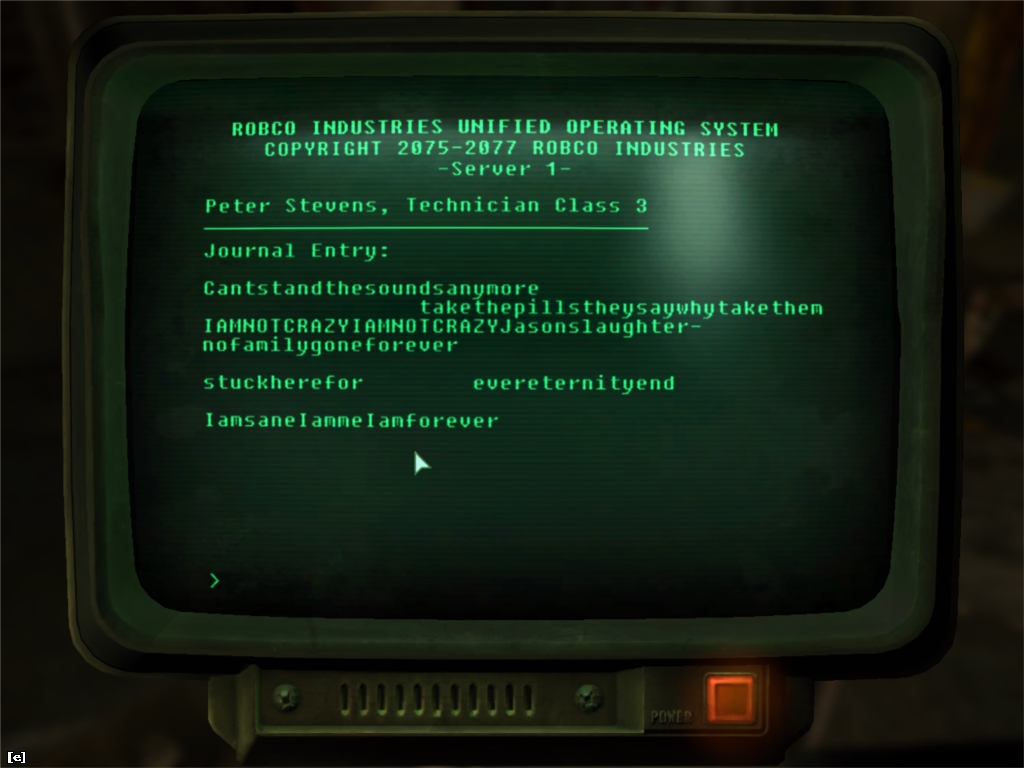 ROBCO INDUSTRIES UNIFIED OPERATING SYSTEM
COPYRIGHT 2075-2077 ROBCO INDUSTRIES
-Server 1-
Peter Stevens, Technician Class 3
Journal Entry:
Cantstandthesoundsanymore
takethepillstheysaywhytakethem
IAMNOTCRAZYIAMNOTCRAZYJasonslaughter-
nofamilygoneforever
stuckherefor evereternityend
IamsaneIammeIamforever
>
POWER
[e]